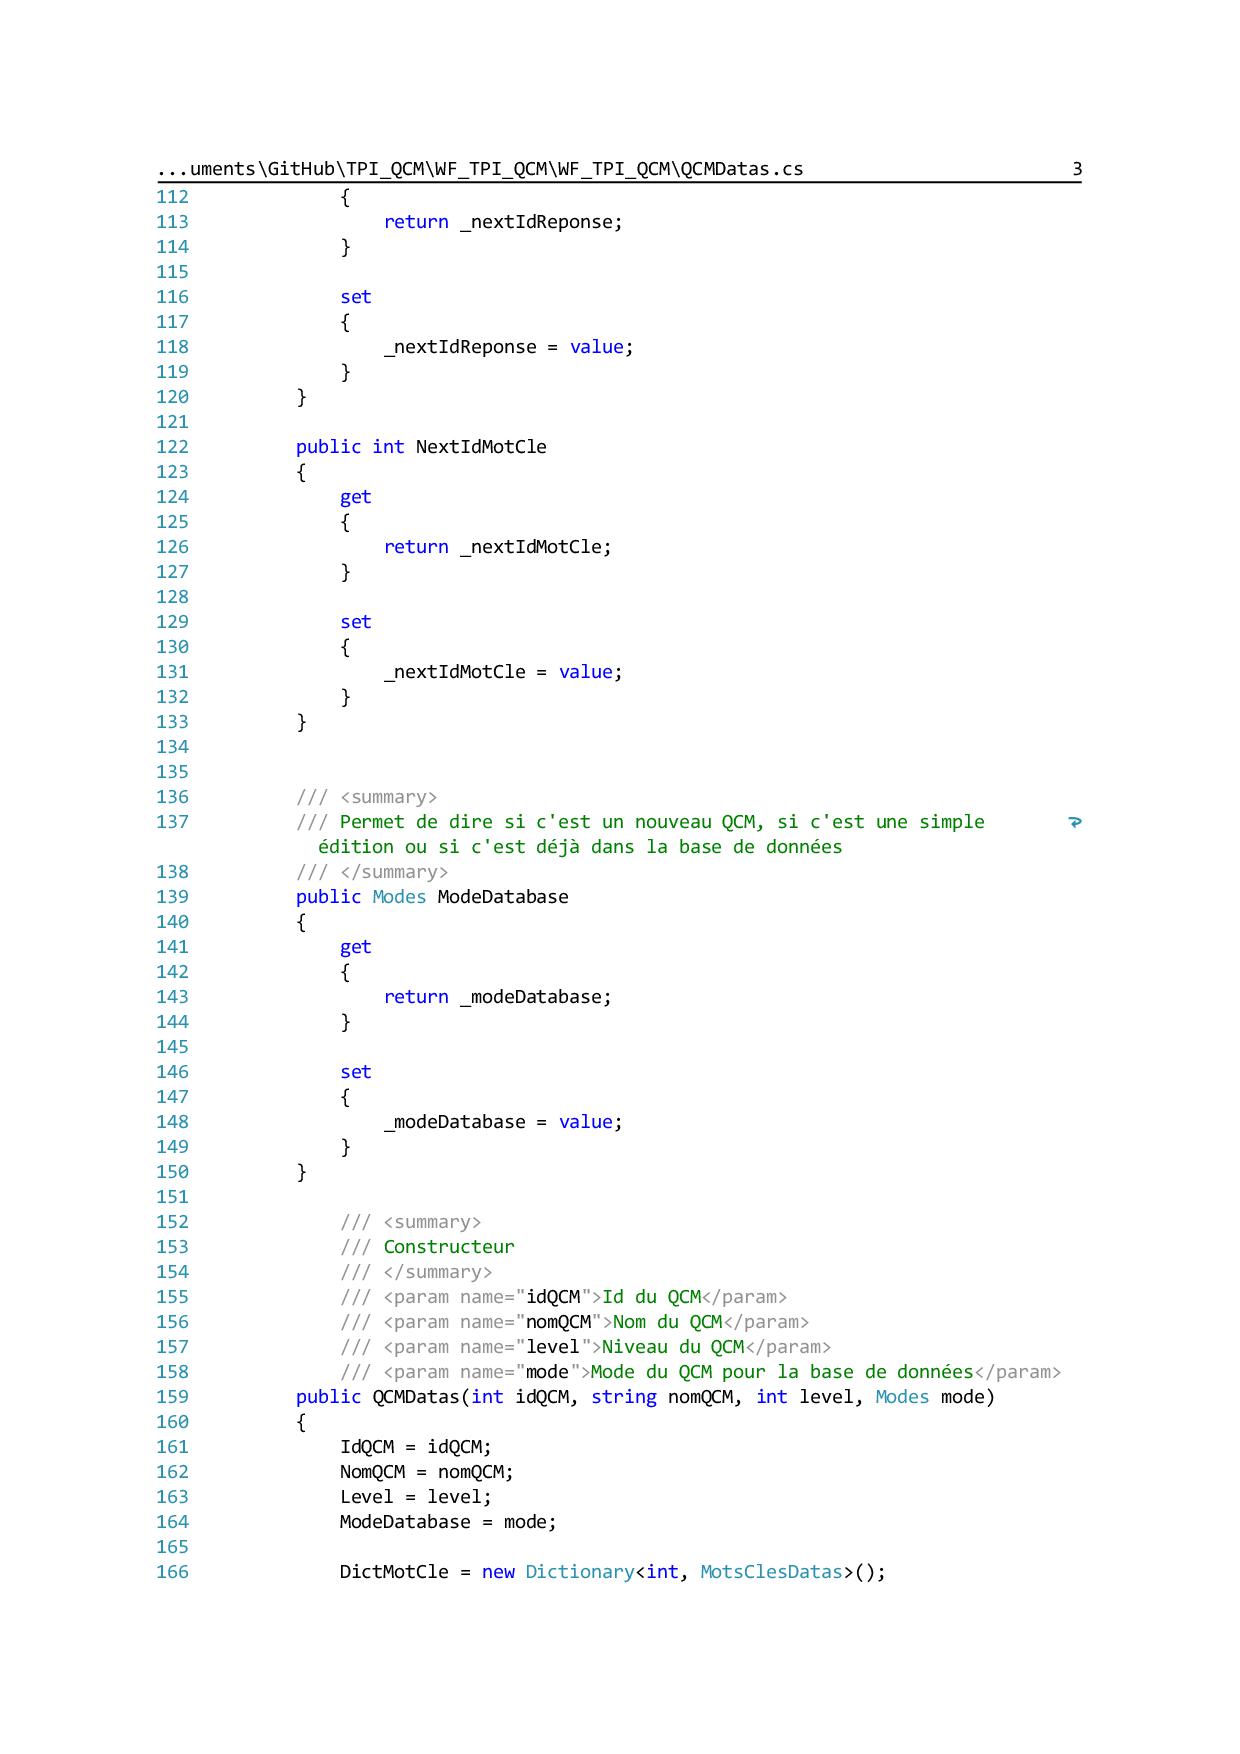 ...uments\GitHub\TPI_QCM\WF_TPI_QCM\WF_TPI_QCM\QCMDatas.cs 3
112 {
113 return _nextIdReponse;
114 }
115
116 set
117 {
118 _nextIdReponse = value;
119 }
120 }
121
122 public int NextIdMotCle
123 {
124 get
125 {
126 return _nextIdMotCle;
127 }
128
129 set
130 {
131 _nextIdMotCle = value;
132 }
133 }
134
135
136 /// <summary>
137 /// Permet de dire si c'est un nouveau QCM, si c'est une simple
édition ou si c'est déjà dans la base de données
138 /// </summary>
139 public Modes ModeDatabase
140 {
141 get
142 {
143 return _modeDatabase;
144 }
145
146 set
147 {
148 _modeDatabase = value;
149 }
150 }
151
152 /// <summary>
153 /// Constructeur
154 /// </summary>
155 /// <param name="idQCM">Id du QCM</param>
156 /// <param name="nomQCM">Nom du QCM</param>
157 /// <param name="level">Niveau du QCM</param>
158 /// <param name="mode">Mode du QCM pour la base de données</param>
159 public QCMDatas(int idQCM, string nomQCM, int level, Modes mode)
160 {
161 IdQCM = idQCM;
162 NomQCM = nomQCM;
163 Level = level;
164 ModeDatabase = mode;
165
166 DictMotCle = new Dictionary<int, MotsClesDatas>();